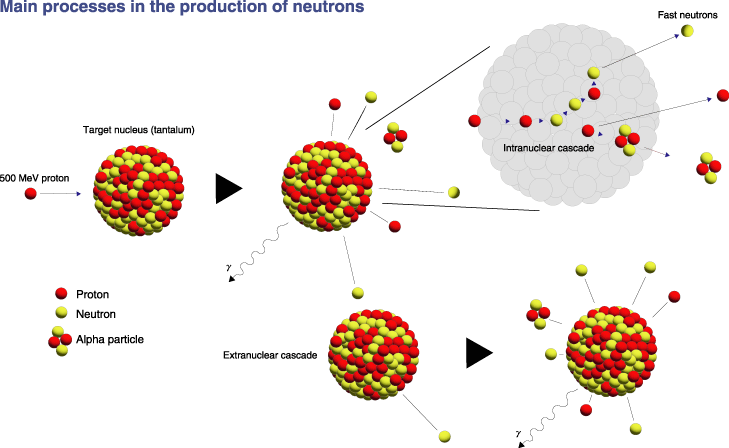 Main processes in the production of neutrons
Fast neutrons
Target nucleus (tantalum)
500 MeV proton
Intranuclear cascade
γ
Proton
Neutron
Alpha particle
Extranuclear cascade
γ